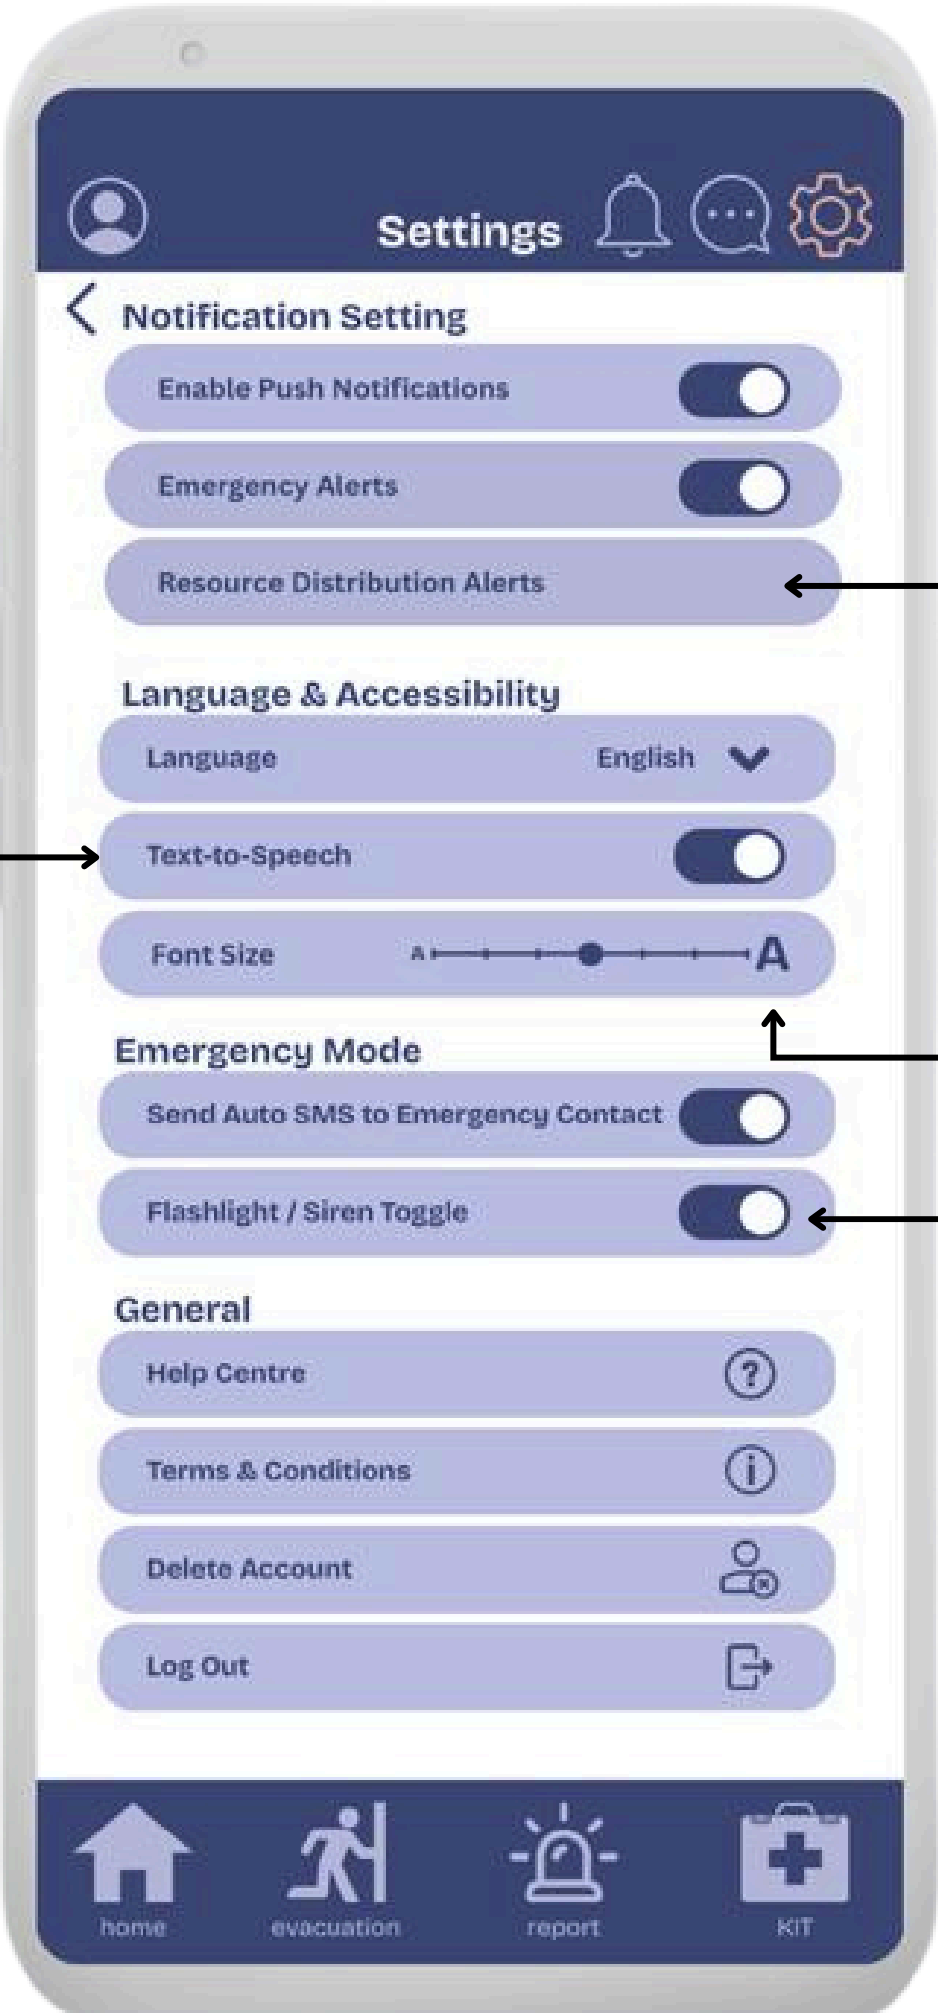 Settings
Notification Setting
Enable Push Notifications
Emergency Alerts
Resource Distribution Alerts
Language & Accessibility
Language English
Text-to-Speech
Font Size A A
Emergency Mode
Send Auto SMS to Emergency Contact
Flashlight / Siren Toggle
General
Help Centre
Terms & Conditions
Delete Account
Log Out
home evacuation report KIT